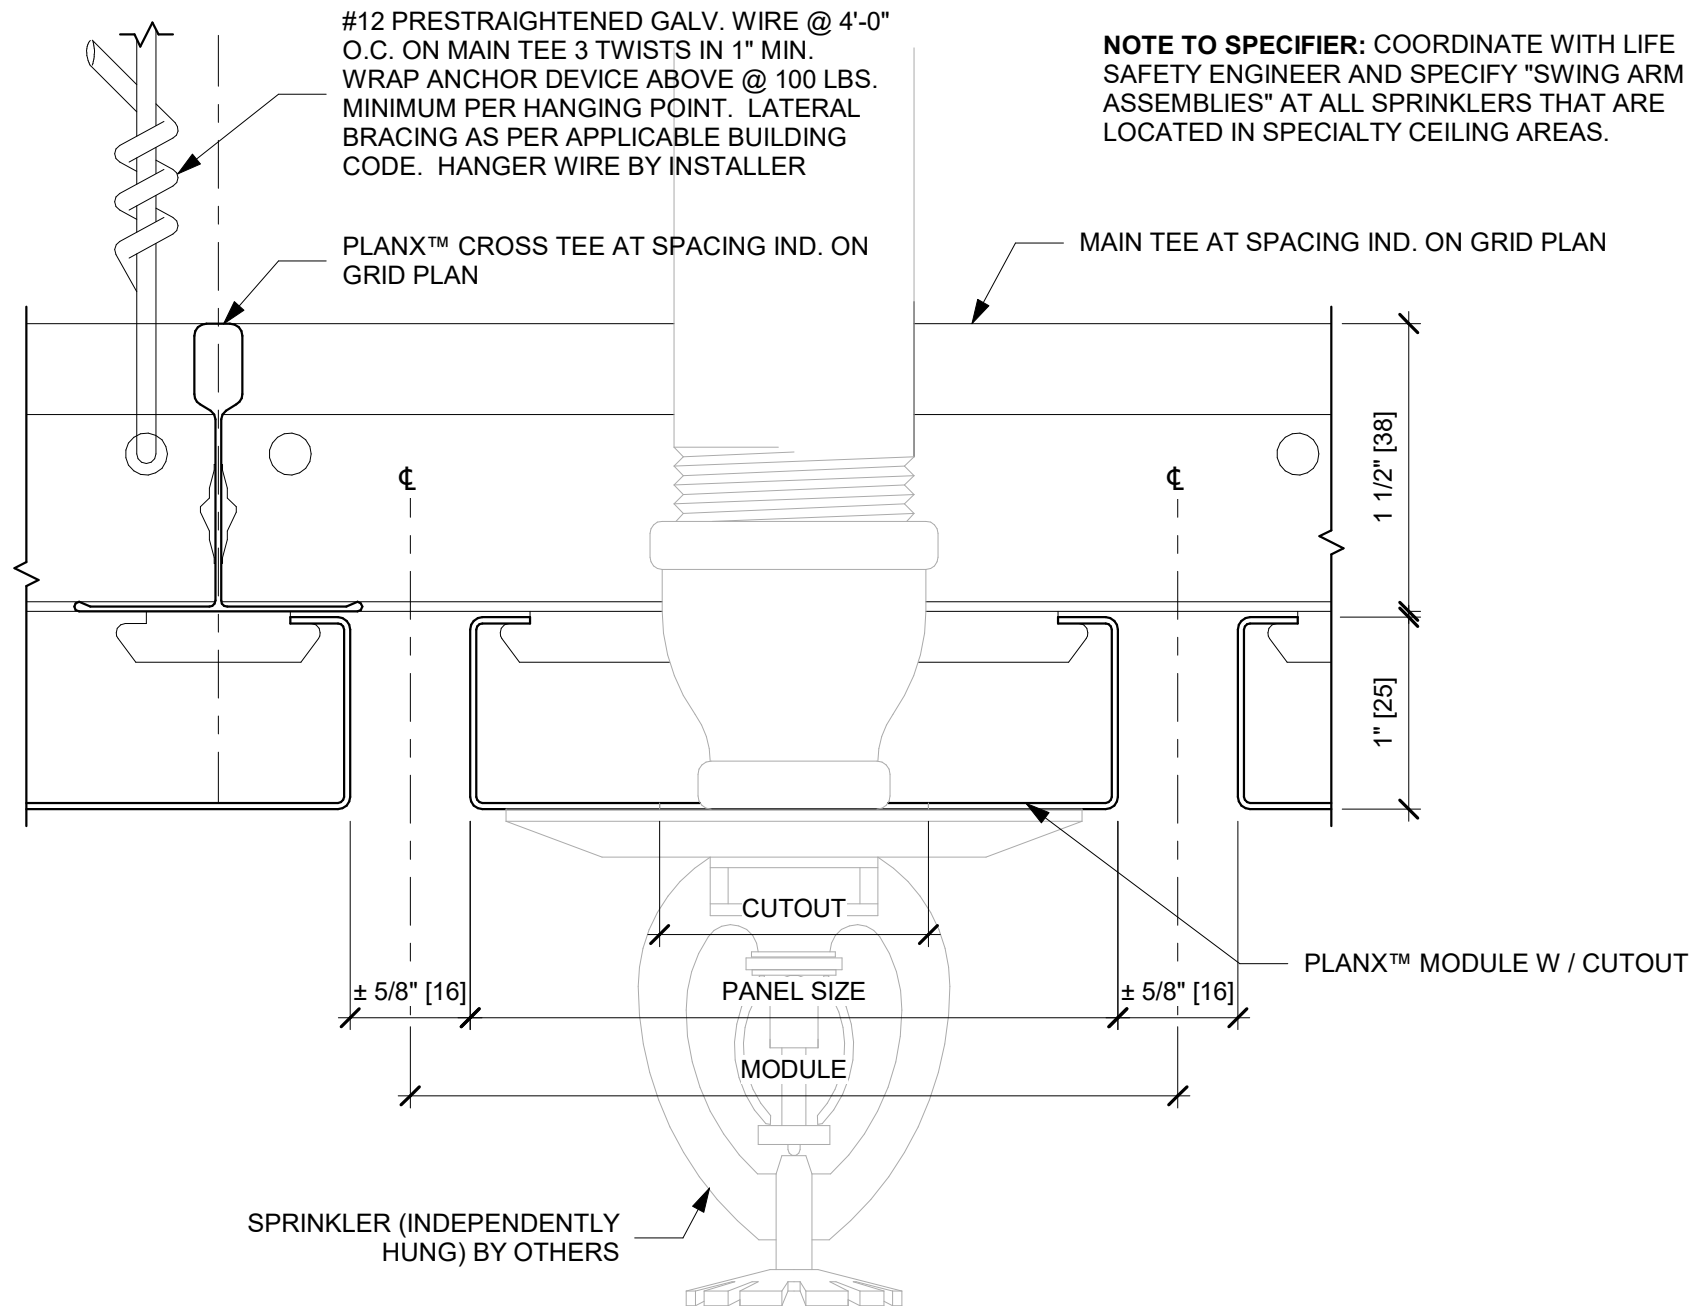 #12 PRESTRAIGHTENED GALV. WIRE @ 4'-0"
O.C. ON MAIN TEE 3 TWISTS IN 1" MIN.
WRAP ANCHOR DEVICE ABOVE @ 100 LBS.
MINIMUM PER HANGING POINT.  LATERAL
BRACING AS PER APPLICABLE BUILDING
CODE.  HANGER WIRE BY INSTALLER
NOTE TO SPECIFIER: COORDINATE WITH LIFE
SAFETY ENGINEER AND SPECIFY "SWING ARM
ASSEMBLIES" AT ALL SPRINKLERS THAT ARE
LOCATED IN SPECIALTY CEILING AREAS.
PLANX™ CROSS TEE AT SPACING IND. ON
GRID PLAN
MAIN TEE AT SPACING IND. ON GRID PLAN
℄
℄
1 1/2" [38]
1" [25]
CUTOUT
PLANX™ MODULE W / CUTOUT
± 5/8" [16]
PANEL SIZE
± 5/8" [16]
MODULE
SPRINKLER (INDEPENDENTLY
HUNG) BY OTHERS